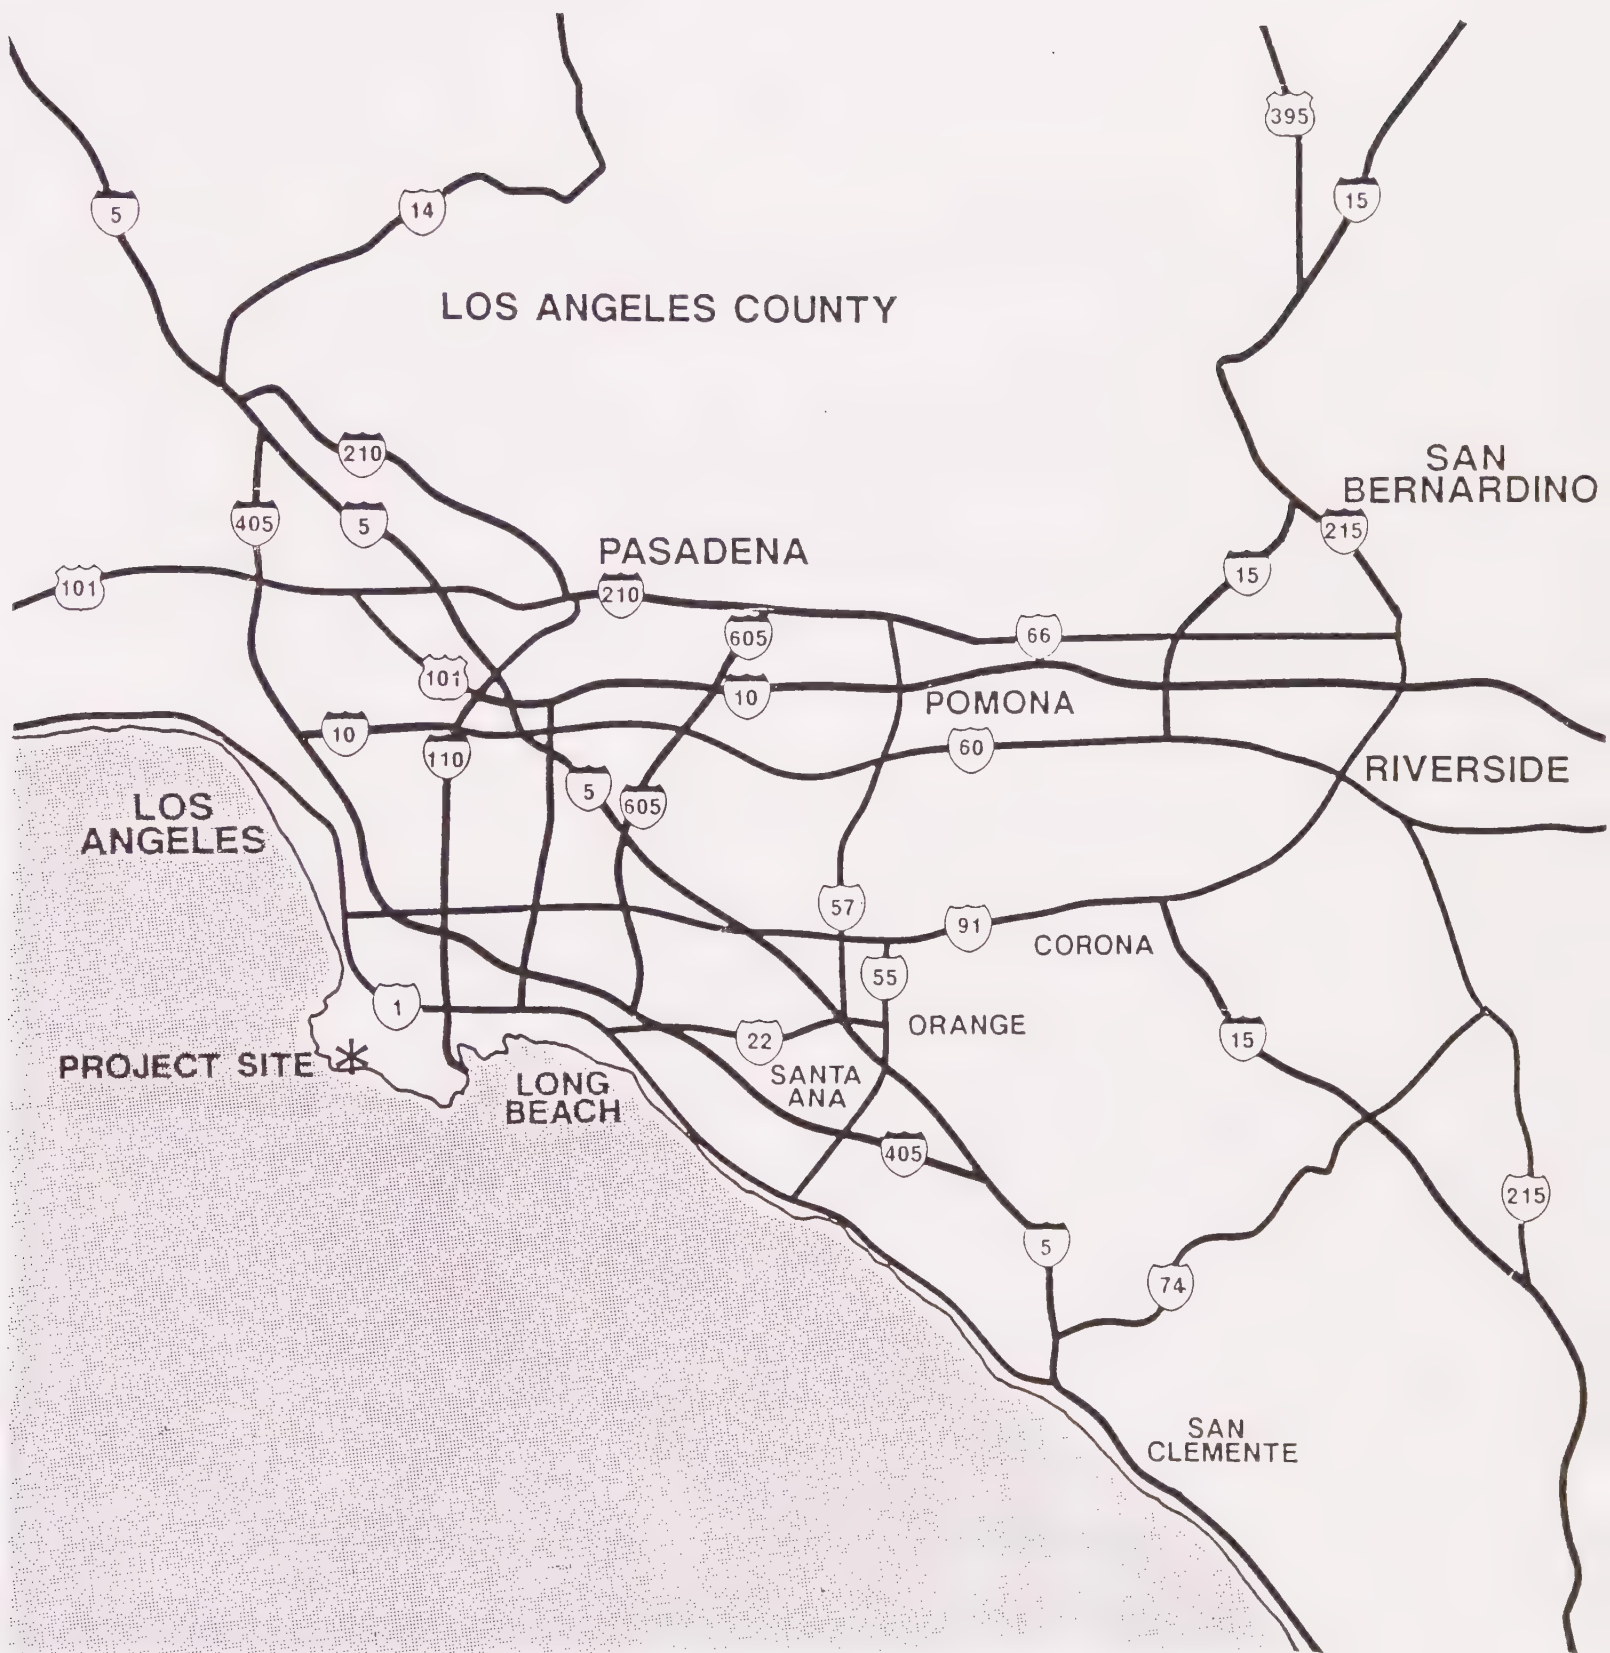 395
15
5
14
LOS ANGELES COUNTY
210
SAN
BERNARDINO
405
5
215
PASADENA
15
101
210
605
66
101
10
POMONA
10
110
60
RIVERSIDE
5
605
LOS
ANGELES
57
91
CORONA
55
1
ORANGE
22
15
PROJECT SITE
SANTA
ANA
LONG
BEACH
405
215
5
74
SAN
CLEMENTE